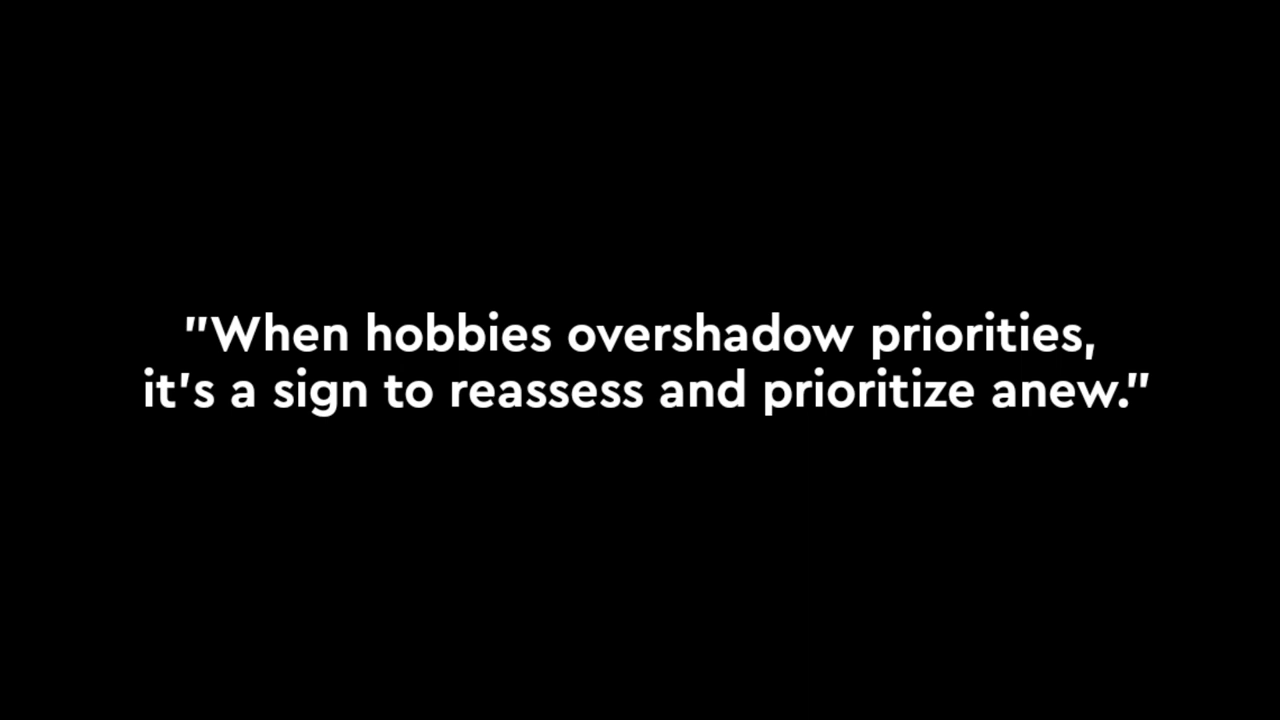 "When hobbies overshadow priorities,
it's a sign to reassess and prioritize anew."